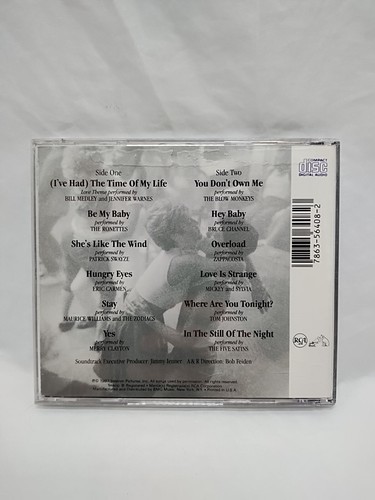 Side One
(I've Had) The Time Of My Life
Love Theme performed by
BILL MEDLEY and JENNIFER WARNES
Be My Baby
performed by
THE RONETTES
She's Like The Wind
performed by
PATRICK SWAYZE
Hungry Eyes
performed by
ERIC CARMEN
Stay
performed by
MAURICE WILLIAMS and THE ZODIACS
Yes
performed by
MERRY CLAYTON
Side Two
You Don't Own Me
performed by
THE BLOW MONKEYS
Hey Baby
performed by
BRUCE CHANNEL
Overload
performed by
ZAPPACOSTA
Love Is Strange
performed by
MICKEY and SYLVIA
Where Are You Tonight?
performed by
TOM JOHNSTON
In The Still Of The Night
performed by
THE FIVE SATINS
Soundtrack Executive Producer: Jimmy Ienner A&R Direction: Bob Feiden
COMPACT
DISC
DIGITAL AUDIO
7863-56408-2
RCA